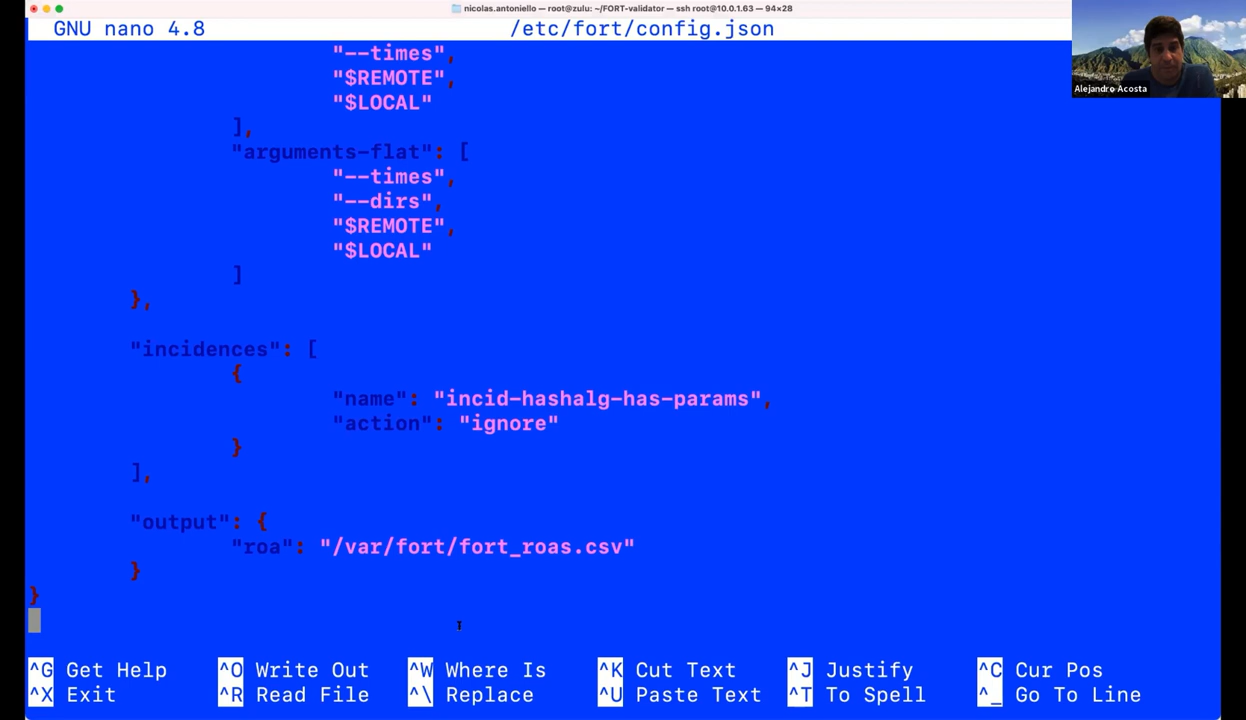 nicolas.antoniello — root@zulu: ~/FORT-validator — ssh root@10.0.1.63 — 94×28
GNU nano 4.8 /etc/fort/config.json
"--times",
"$REMOTE",
"$LOCAL"
],
"arguments-flat": [
"--times",
"--dirs",
"$REMOTE",
"$LOCAL"
]
},
"incidences": [
{
"name": "incid-hashalg-has-params",
"action": "ignore"
}
],
"output": {
"roa": "/var/fort/fort_roas.csv"
}
}
^G Get Help ^O Write Out ^W Where Is ^K Cut Text ^J Justify ^C Cur Pos
^X Exit ^R Read File ^\ Replace ^U Paste Text ^T To Spell ^_ Go To Line
Alejandro Acosta